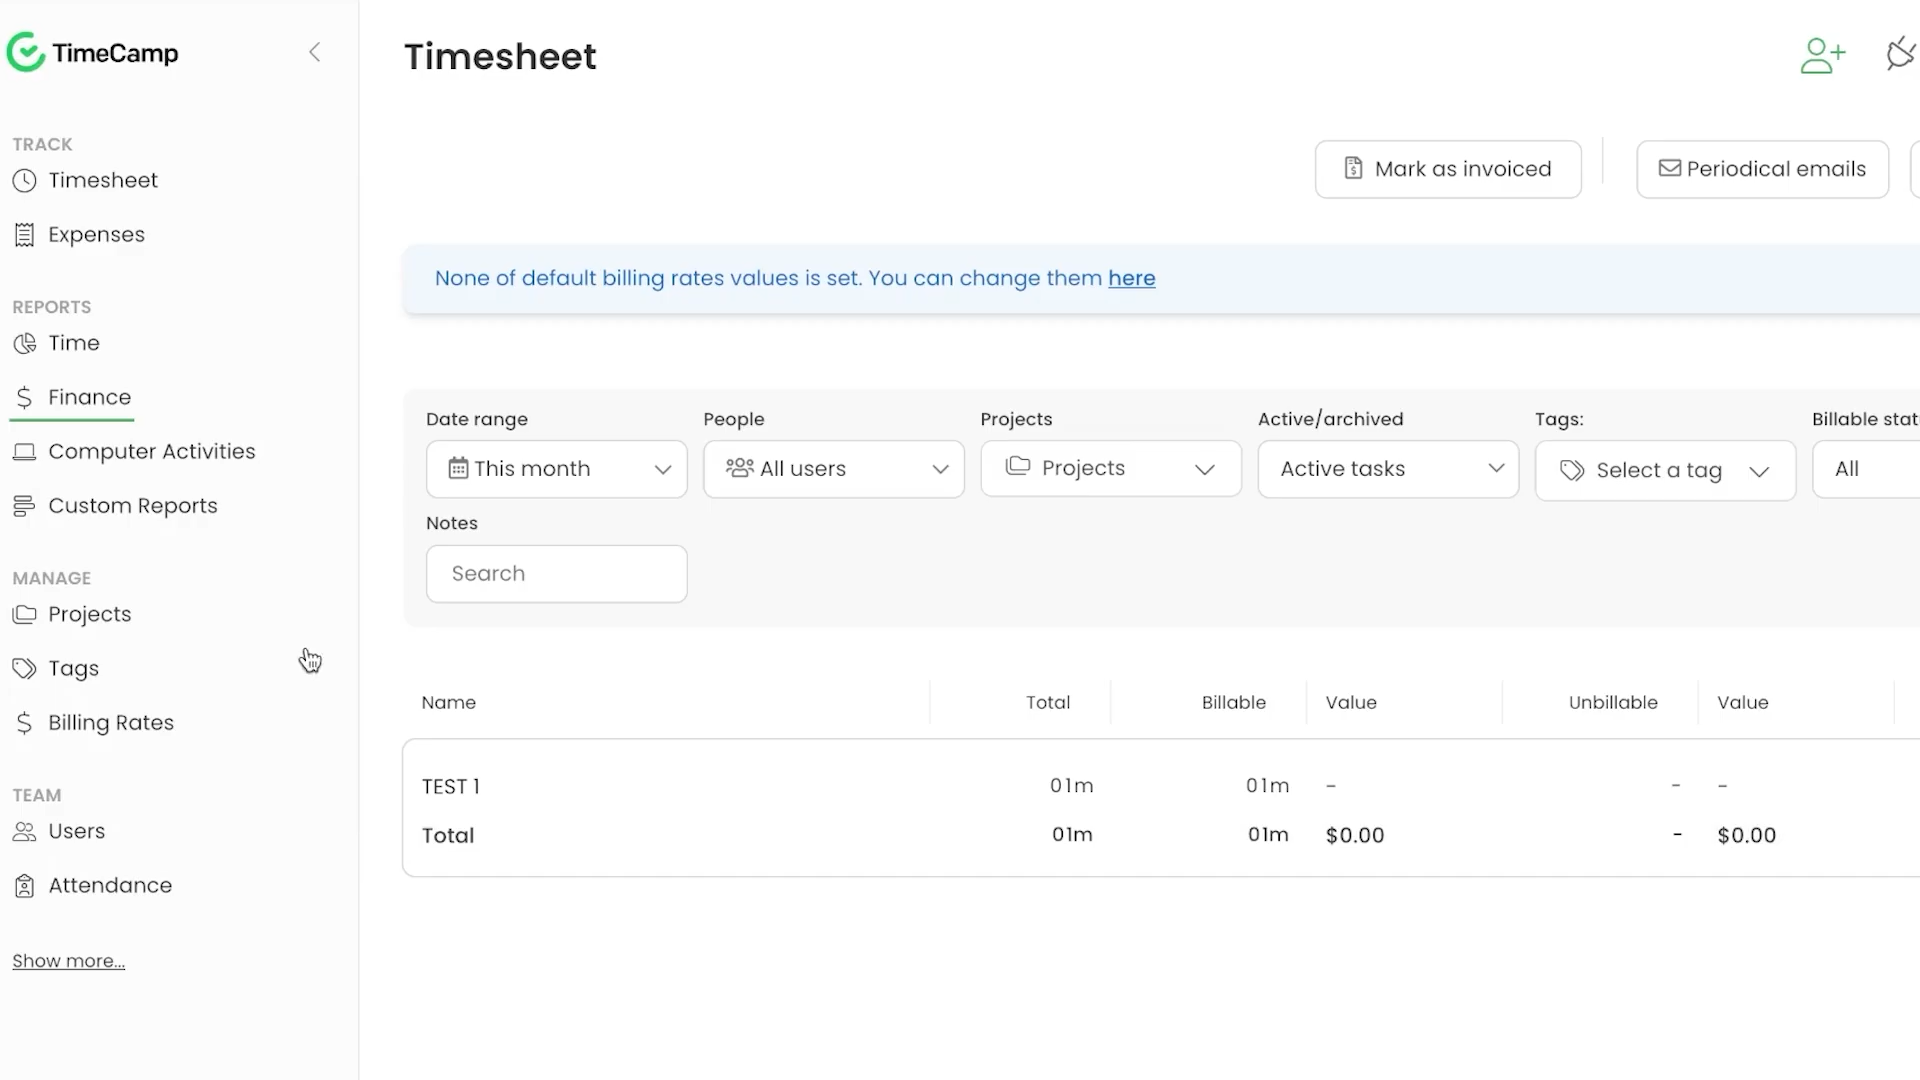 TimeCamp
Timesheet
TRACK
Timesheet
Expenses
REPORTS
Time
Finance
Computer Activities
Custom Reports
MANAGE
Projects
Tags
Billing Rates
TEAM
Users
Attendance
Show more...
Mark as invoiced
Periodical emails
None of default billing rates values is set. You can change them here
Date range People Projects Active/archived Tags: Billable stat
This month All users Projects Active tasks Select a tag All
Notes
Search
Name Total Billable Value Unbillable Value
TEST 1 01m 01m - - -
Total 01m 01m $0.00 - $0.00